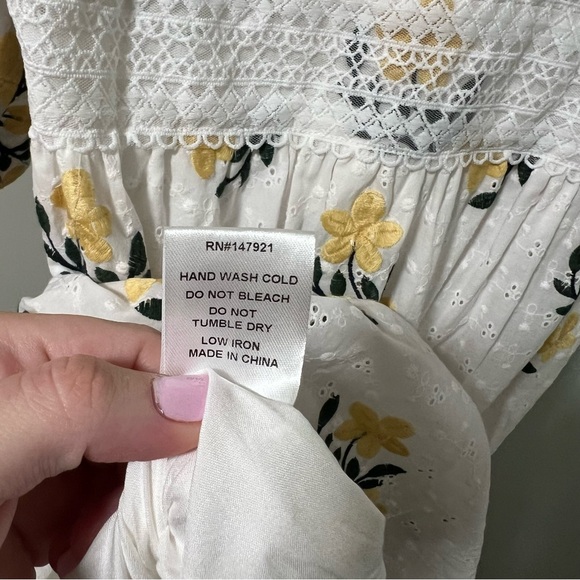 RN#147921
HAND WASH COLD
DO NOT BLEACH
DO NOT
TUMBLE DRY
LOW IRON
MADE IN CHINA